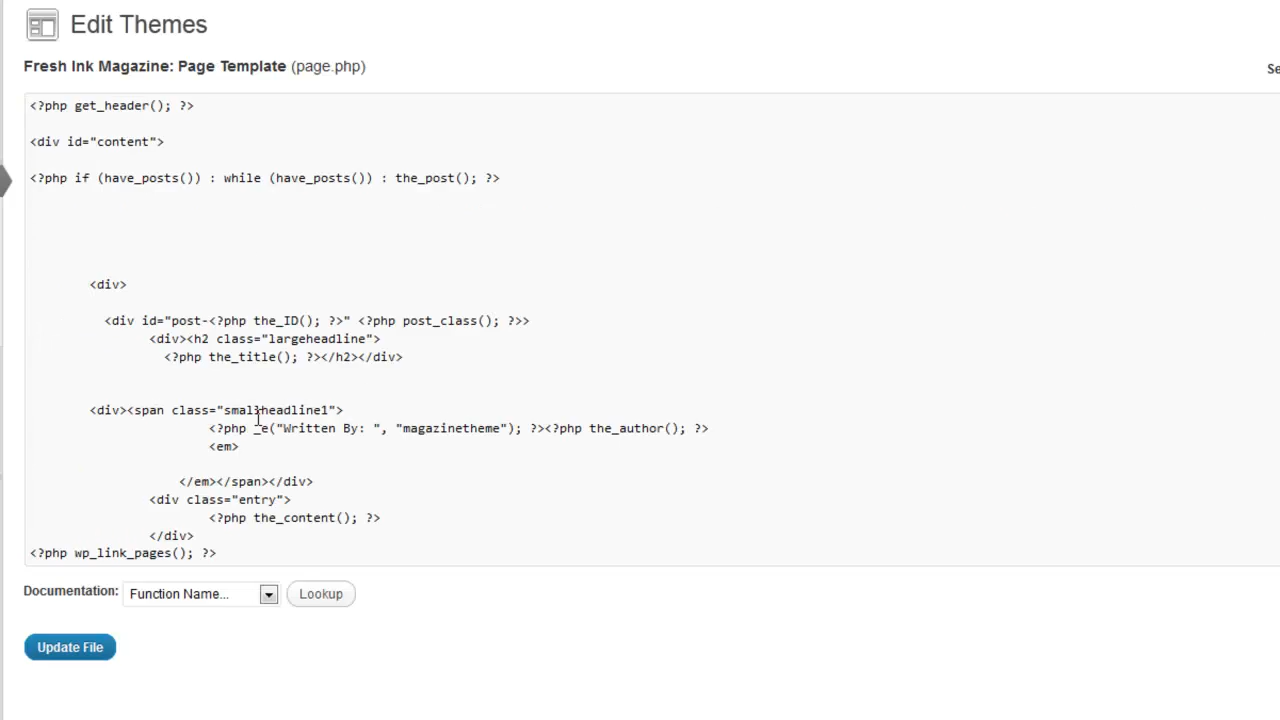 Edit Themes
Fresh Ink Magazine: Page Template (page.php)
Se
<?php get_header(); ?>
<div id="content">
<?php if (have_posts()) : while (have_posts()) : the_post(); ?>
<div>
<div id="post-<?php the_ID(); ?>" <?php post_class(); ?>>
<div><h2 class="largeheadline">
<?php the_title(); ?></h2></div>
<div><span class="smallheadline1">
<?php _e("Written By: ", "magazinetheme"); ?><?php the_author(); ?>
<em>
</em></span></div>
<div class="entry">
<?php the_content(); ?>
</div>
<?php wp_link_pages(); ?>
Documentation: Function Name... Lookup
Update File